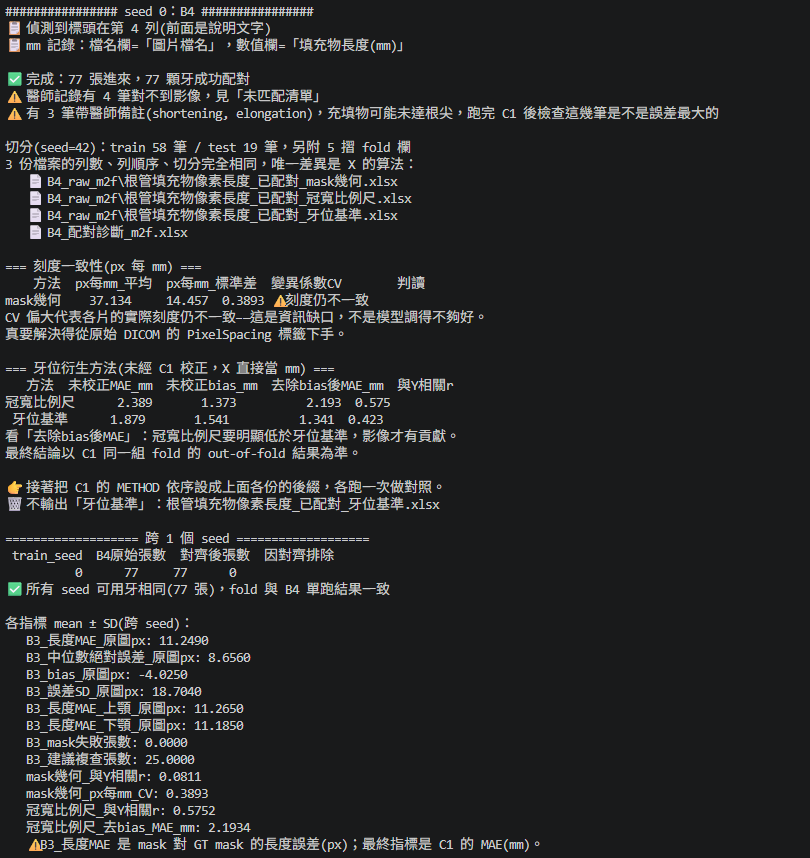 ################ seed 0：B4 ################
📋 偵測到標頭在第 4 列(前面是說明文字)
📋 mm 記錄：檔名欄=「圖片檔名」，數值欄=「填充物長度(mm)」
✅ 完成：77 張進來，77 顆牙成功配對
⚠️ 醫師記錄有 4 筆對不到影像，見「未匹配清單」
⚠️ 有 3 筆帶醫師備註(shortening, elongation)，充填物可能未達根尖，跑完 C1 後檢查這幾筆是不是誤差最大的
切分(seed=42)：train 58 筆 / test 19 筆，另附 5 摺 fold 欄
3 份檔案的列數、列順序、切分完全相同，唯一差異是 X 的算法：
📄 B4_raw_m2f\根管填充物像素長度_已配對_mask幾何.xlsx
📄 B4_raw_m2f\根管填充物像素長度_已配對_冠寬比例尺.xlsx
📄 B4_raw_m2f\根管填充物像素長度_已配對_牙位基準.xlsx
📄 B4_配對診斷_m2f.xlsx
=== 刻度一致性(px 每 mm) ===
方法 px每mm_平均 px每mm_標準差 變異係數CV 判讀
mask幾何 37.134 14.457 0.3893 ⚠️刻度仍不一致
CV 偏大代表各片的實際刻度仍不一致——這是資訊缺口，不是模型調得不夠好。
真要解決得從原始 DICOM 的 PixelSpacing 標籤下手。
=== 牙位衍生方法(未經 C1 校正，X 直接當 mm) ===
方法 未校正MAE_mm 未校正bias_mm 去除bias後MAE_mm 與Y相關r
冠寬比例尺 2.389 1.373 2.193 0.575
牙位基準 1.879 1.541 1.341 0.423
看「去除bias後MAE」：冠寬比例尺要明顯低於牙位基準，影像才有貢獻。
最終結論以 C1 同一組 fold 的 out-of-fold 結果為準。
👉 接著把 C1 的 METHOD 依序設成上面各份的後綴，各跑一次做對照。
🗑️ 不輸出「牙位基準」：根管填充物像素長度_已配對_牙位基準.xlsx
=================== 跨 1 個 seed ===================
train_seed B4原始張數 對齊後張數 因對齊排除
0 77 77 0
✅ 所有 seed 可用牙相同(77 張)，fold 與 B4 單跑結果一致
各指標 mean ± SD(跨 seed)：
B3_長度MAE_原圖px: 11.2490
B3_中位數絕對誤差_原圖px: 8.6560
B3_bias_原圖px: -4.0250
B3_誤差SD_原圖px: 18.7040
B3_長度MAE_上顎_原圖px: 11.2650
B3_長度MAE_下顎_原圖px: 11.1850
B3_mask失敗張數: 0.0000
B3_建議複查張數: 25.0000
mask幾何_與Y相關r: 0.0811
mask幾何_px每mm_CV: 0.3893
冠寬比例尺_與Y相關r: 0.5752
冠寬比例尺_去bias_MAE_mm: 2.1934
⚠️B3_長度MAE 是 mask 對 GT mask 的長度誤差(px)；最終指標是 C1 的 MAE(mm)。